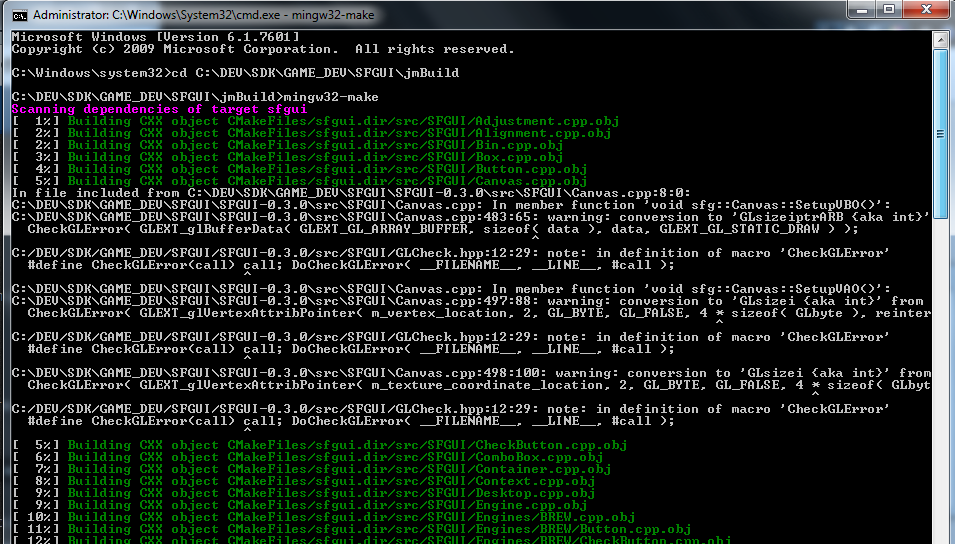 Administrator: C:\Windows\System32\cmd.exe - mingw32-make
Microsoft Windows [Version 6.1.7601]
Copyright (c) 2009 Microsoft Corporation.  All rights reserved.
C:\Windows\system32>cd C:\DEV\SDK\GAME_DEV\SFGUI\jmBuild
C:\DEV\SDK\GAME_DEV\SFGUI\jmBuild>mingw32-make
Scanning dependencies of target sfgui
[  1%] Building CXX object CMakeFiles/sfgui.dir/src/SFGUI/Adjustment.cpp.obj
[  2%] Building CXX object CMakeFiles/sfgui.dir/src/SFGUI/Alignment.cpp.obj
[  2%] Building CXX object CMakeFiles/sfgui.dir/src/SFGUI/Bin.cpp.obj
[  3%] Building CXX object CMakeFiles/sfgui.dir/src/SFGUI/Box.cpp.obj
[  4%] Building CXX object CMakeFiles/sfgui.dir/src/SFGUI/Button.cpp.obj
[  5%] Building CXX object CMakeFiles/sfgui.dir/src/SFGUI/Canvas.cpp.obj
In file included from C:\DEV\SDK\GAME_DEV\SFGUI\SFGUI-0.3.0\src\SFGUI\Canvas.cpp:8:0:
C:\DEV\SDK\GAME_DEV\SFGUI\SFGUI-0.3.0\src\SFGUI\Canvas.cpp: In member function 'void sfg::Canvas::SetupVBO()':
C:\DEV\SDK\GAME_DEV\SFGUI\SFGUI-0.3.0\src\SFGUI\Canvas.cpp:483:65: warning: conversion to 'GLsizeiptrARB {aka int}'
CheckGLError( GLEXT_glBufferData( GLEXT_GL_ARRAY_BUFFER, sizeof( data ), data, GLEXT_GL_STATIC_DRAW ) );
^
C:/DEV/SDK/GAME_DEV/SFGUI/SFGUI-0.3.0/src/SFGUI/GLCheck.hpp:12:29: note: in definition of macro 'CheckGLError'
#define CheckGLError(call) call; DoCheckGLError( __FILENAME__, __LINE__, #call );
^
C:\DEV\SDK\GAME_DEV\SFGUI\SFGUI-0.3.0\src\SFGUI\Canvas.cpp: In member function 'void sfg::Canvas::SetupVAO()':
C:\DEV\SDK\GAME_DEV\SFGUI\SFGUI-0.3.0\src\SFGUI\Canvas.cpp:497:88: warning: conversion to 'GLsizei {aka int}' from
CheckGLError( GLEXT_glVertexAttribPointer( m_vertex_location, 2, GL_BYTE, GL_FALSE, 4 * sizeof( GLbyte ), reinter
^
C:/DEV/SDK/GAME_DEV/SFGUI/SFGUI-0.3.0/src/SFGUI/GLCheck.hpp:12:29: note: in definition of macro 'CheckGLError'
#define CheckGLError(call) call; DoCheckGLError( __FILENAME__, __LINE__, #call );
^
C:\DEV\SDK\GAME_DEV\SFGUI\SFGUI-0.3.0\src\SFGUI\Canvas.cpp:498:100: warning: conversion to 'GLsizei {aka int}' from
CheckGLError( GLEXT_glVertexAttribPointer( m_texture_coordinate_location, 2, GL_BYTE, GL_FALSE, 4 * sizeof( GLbyt
^
C:/DEV/SDK/GAME_DEV/SFGUI/SFGUI-0.3.0/src/SFGUI/GLCheck.hpp:12:29: note: in definition of macro 'CheckGLError'
#define CheckGLError(call) call; DoCheckGLError( __FILENAME__, __LINE__, #call );
^
[  5%] Building CXX object CMakeFiles/sfgui.dir/src/SFGUI/CheckButton.cpp.obj
[  6%] Building CXX object CMakeFiles/sfgui.dir/src/SFGUI/ComboBox.cpp.obj
[  7%] Building CXX object CMakeFiles/sfgui.dir/src/SFGUI/Container.cpp.obj
[  8%] Building CXX object CMakeFiles/sfgui.dir/src/SFGUI/Context.cpp.obj
[  9%] Building CXX object CMakeFiles/sfgui.dir/src/SFGUI/Desktop.cpp.obj
[  9%] Building CXX object CMakeFiles/sfgui.dir/src/SFGUI/Engine.cpp.obj
[ 10%] Building CXX object CMakeFiles/sfgui.dir/src/SFGUI/Engines/BREW.cpp.obj
[ 11%] Building CXX object CMakeFiles/sfgui.dir/src/SFGUI/Engines/BREW/Button.cpp.obj
[ 12%] Building CXX object CMakeFiles/sfgui.dir/src/SFGUI/Engines/BREW/CheckButton.cpp.obj